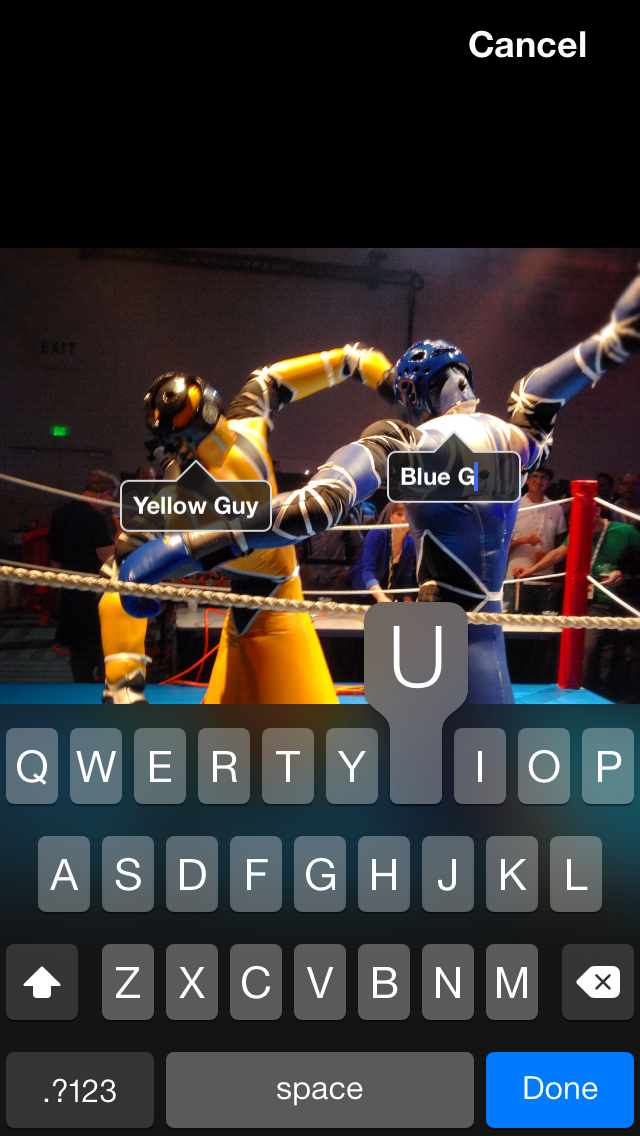 Cancel
EXIT
Yellow Guy
Blue G
U
Q W E R T Y I O P
A S D F G H J K L
Z X C V B N M
.?123 space Done